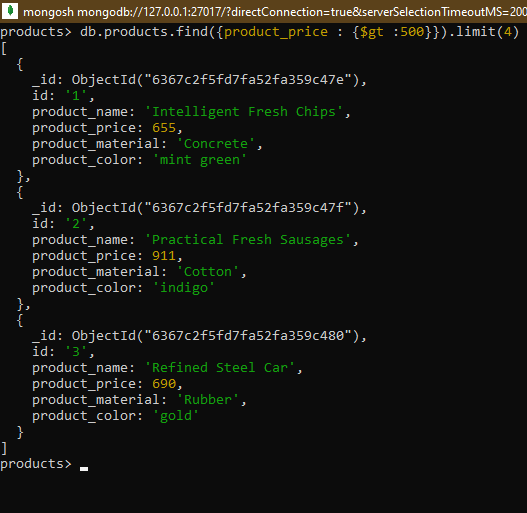 mongosh mongodb://127.0.0.1:27017/?directConnection=true&serverSelectionTimeoutMS=200
products> db.products.find({product_price : {$gt :500}}).limit(4)
[
  {
    _id: ObjectId("6367c2f5fd7fa52fa359c47e"),
    id: '1',
    product_name: 'Intelligent Fresh Chips',
    product_price: 655,
    product_material: 'Concrete',
    product_color: 'mint green'
  },
  {
    _id: ObjectId("6367c2f5fd7fa52fa359c47f"),
    id: '2',
    product_name: 'Practical Fresh Sausages',
    product_price: 911,
    product_material: 'Cotton',
    product_color: 'indigo'
  },
  {
    _id: ObjectId("6367c2f5fd7fa52fa359c480"),
    id: '3',
    product_name: 'Refined Steel Car',
    product_price: 690,
    product_material: 'Rubber',
    product_color: 'gold'
  }
]
products>